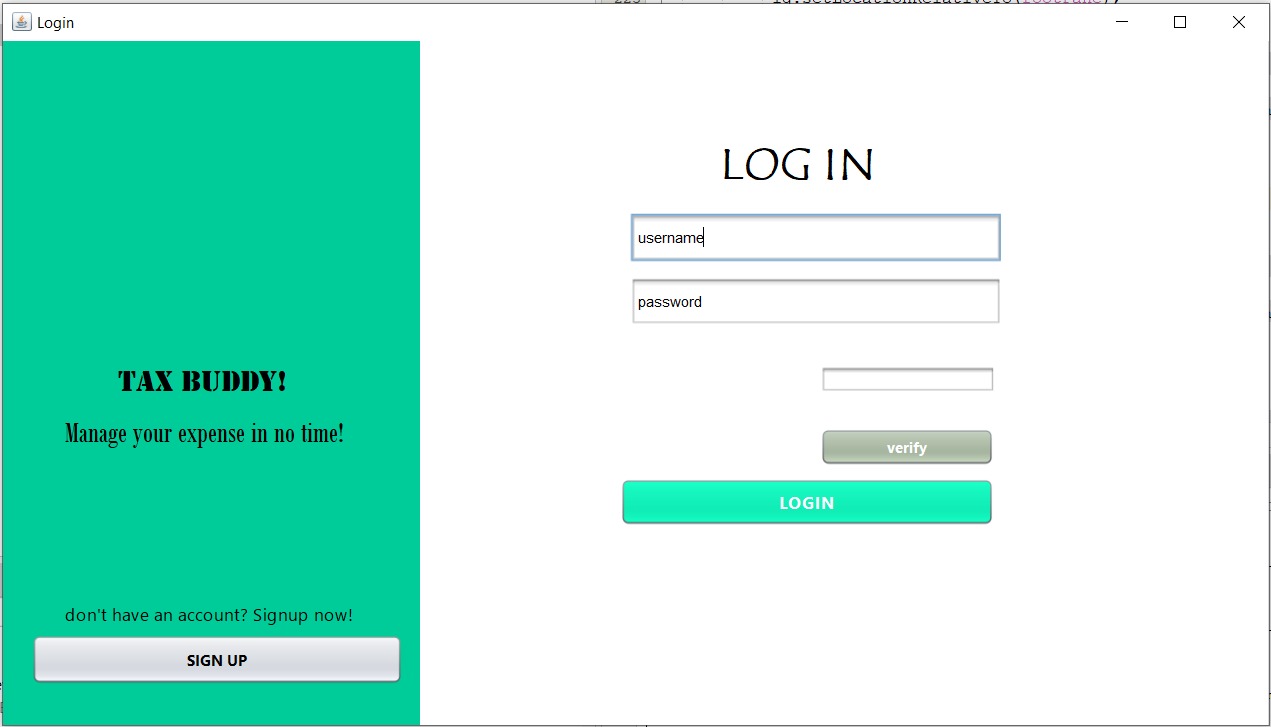 Login
LOG IN
username
password
TAX BUDDY!
Manage your expense in no time!
verify
LOGIN
don't have an account? Signup now!
SIGN UP